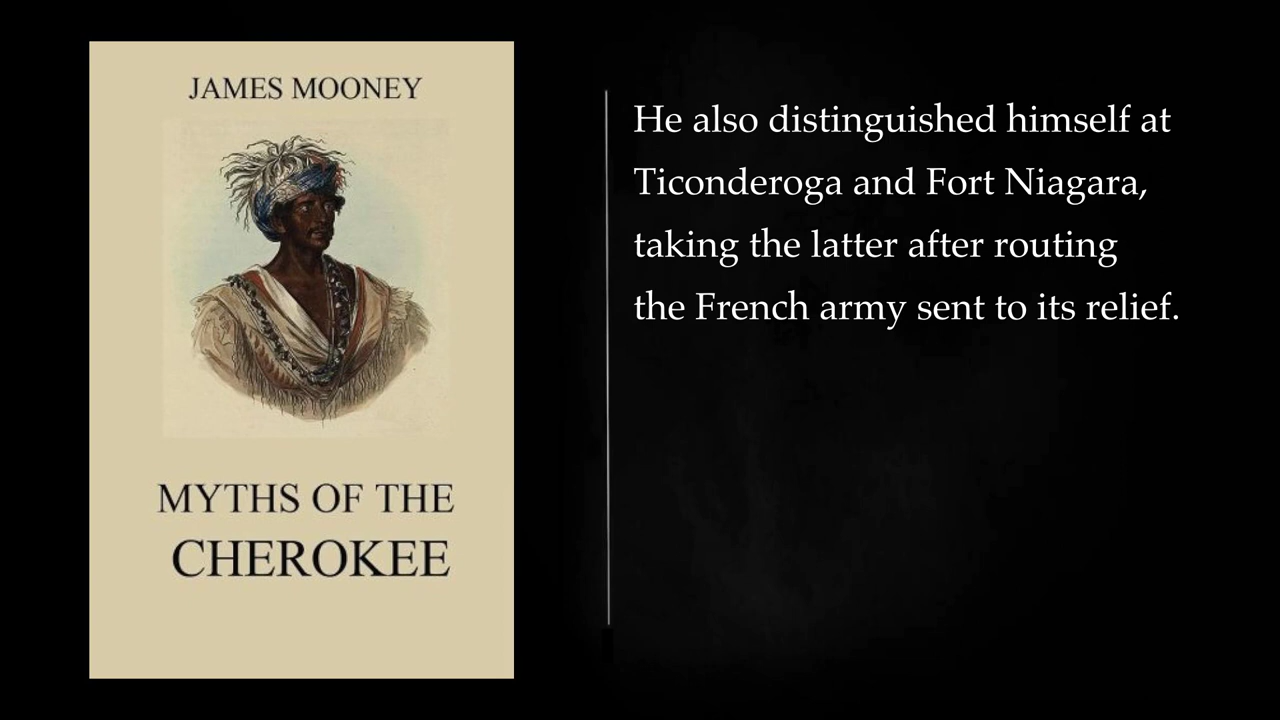 JAMES MOONEY
MYTHS OF THE
CHEROKEE
He also distinguished himself at
Ticonderoga and Fort Niagara,
taking the latter after routing
the French army sent to its relief.